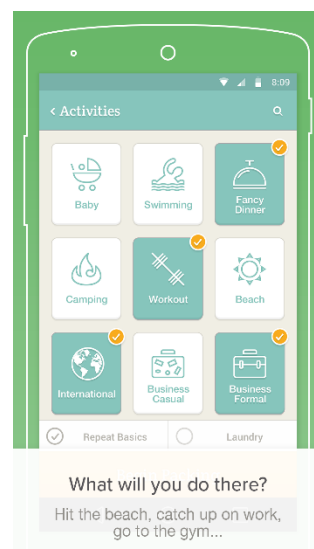 8:09
< Activities
Baby
Swimming
Fancy
Dinner
Camping
Workout
Beach
International
Business
Casual
Business
Formal
Repeat Basics
Laundry
What will you do there?
Hit the beach, catch up on work,
go to the gym...